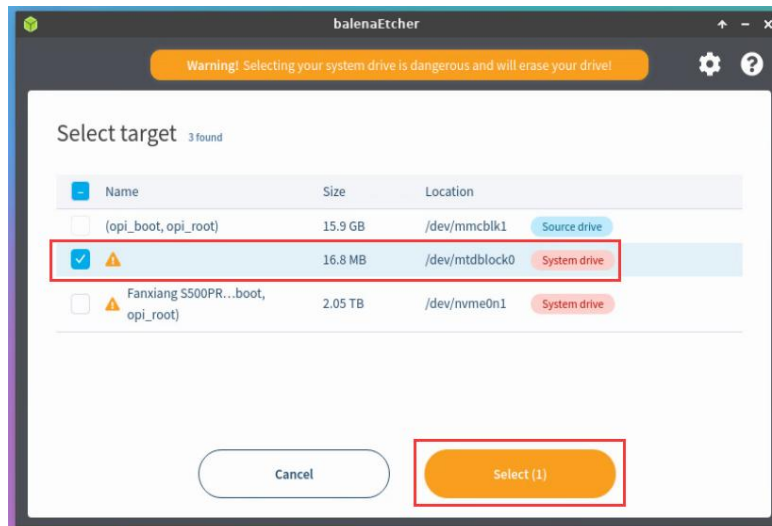 balenaEtcher
Warning! Selecting your system drive is dangerous and will erase your drive!
Select target 3 found
Name Size Location
(opi_boot, opi_root) 15.9 GB /dev/mmcblk1 Source drive
16.8 MB /dev/mtdblock0 System drive
Fanxiang S500PR...boot,
opi_root) 2.05 TB /dev/nvme0n1 System drive
Cancel Select (1)